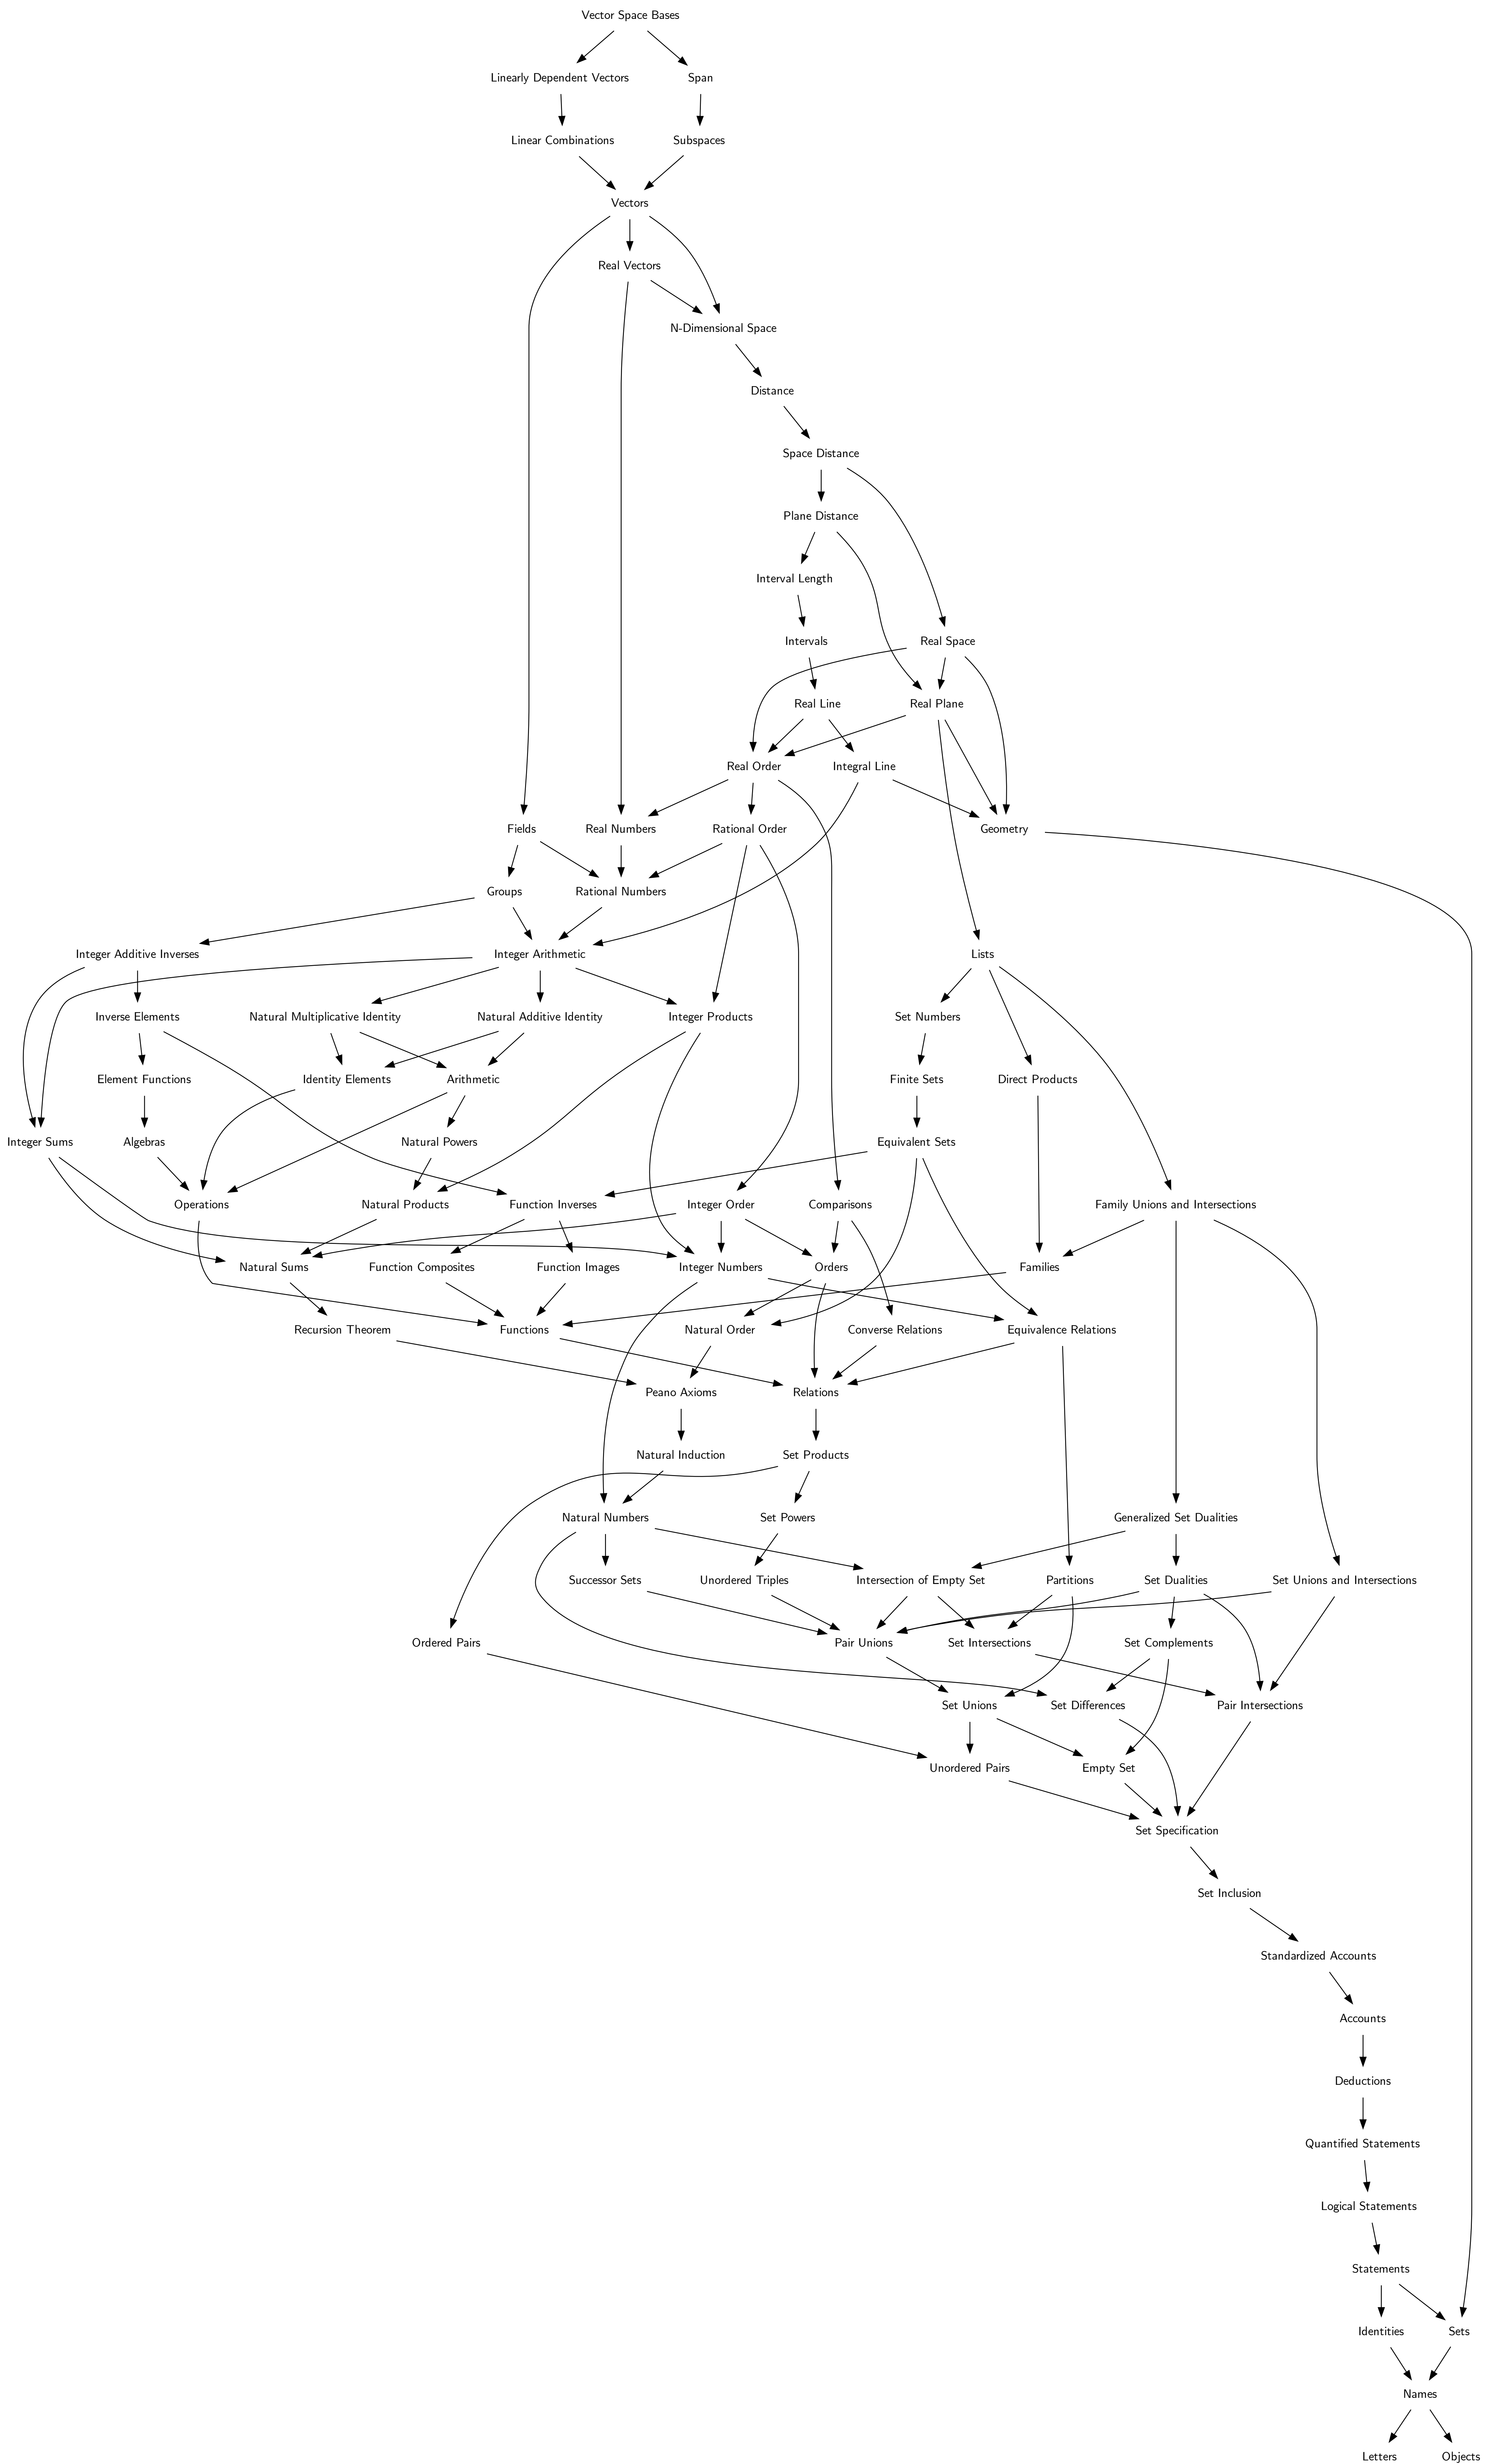 Vector Space Bases
Linearly Dependent Vectors
Span
Linear Combinations
Subspaces
Vectors
Real Vectors
N-Dimensional Space
Distance
Space Distance
Plane Distance
Interval Length
Intervals
Real Space
Real Line
Real Plane
Real Order
Integral Line
Fields
Real Numbers
Rational Order
Geometry
Groups
Rational Numbers
Integer Additive Inverses
Integer Arithmetic
Lists
Inverse Elements
Natural Multiplicative Identity
Natural Additive Identity
Integer Products
Set Numbers
Element Functions
Identity Elements
Arithmetic
Finite Sets
Direct Products
Integer Sums
Algebras
Natural Powers
Equivalent Sets
Operations
Natural Products
Function Inverses
Integer Order
Comparisons
Family Unions and Intersections
Natural Sums
Function Composites
Function Images
Integer Numbers
Orders
Families
Recursion Theorem
Functions
Natural Order
Converse Relations
Equivalence Relations
Peano Axioms
Relations
Natural Induction
Set Products
Natural Numbers
Set Powers
Generalized Set Dualities
Successor Sets
Unordered Triples
Intersection of Empty Set
Partitions
Set Dualities
Set Unions and Intersections
Ordered Pairs
Pair Unions
Set Intersections
Set Complements
Set Unions
Set Differences
Pair Intersections
Unordered Pairs
Empty Set
Set Specification
Set Inclusion
Standardized Accounts
Accounts
Deductions
Quantified Statements
Logical Statements
Statements
Identities
Sets
Names
Letters
Objects